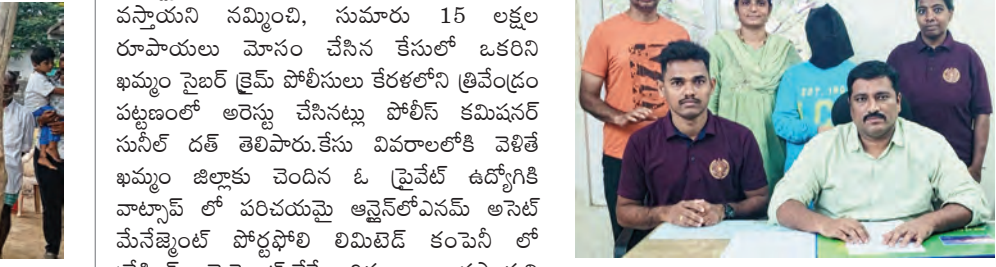 వస్తాయని నమ్మించి, సుమారు 15 లక్షల
రూపాయలు మోసం చేసిన కేసులో ఒకరిని
ఖమ్మం సైబర్ క్రైమ్ పోలీసులు కేరళలోని త్రివేండ్రం
పట్టణంలో అరెస్టు చేసినట్లు పోలీస్ కమిషనర్
సునీల్ దత్ తెలిపారు.కేసు వివరాలలోకి వెళితే
ఖమ్మం జిల్లాకు చెందిన ఓ ప్రైవేట్ ఉద్యోగికి
వాట్సాప్ లో పరిచయమై ఆన్లైన్‌లోఎనమ్ అసెట్
మేనేజ్మెంట్ పోర్టఫోలి లిమిటెడ్ కంపెనీ లో